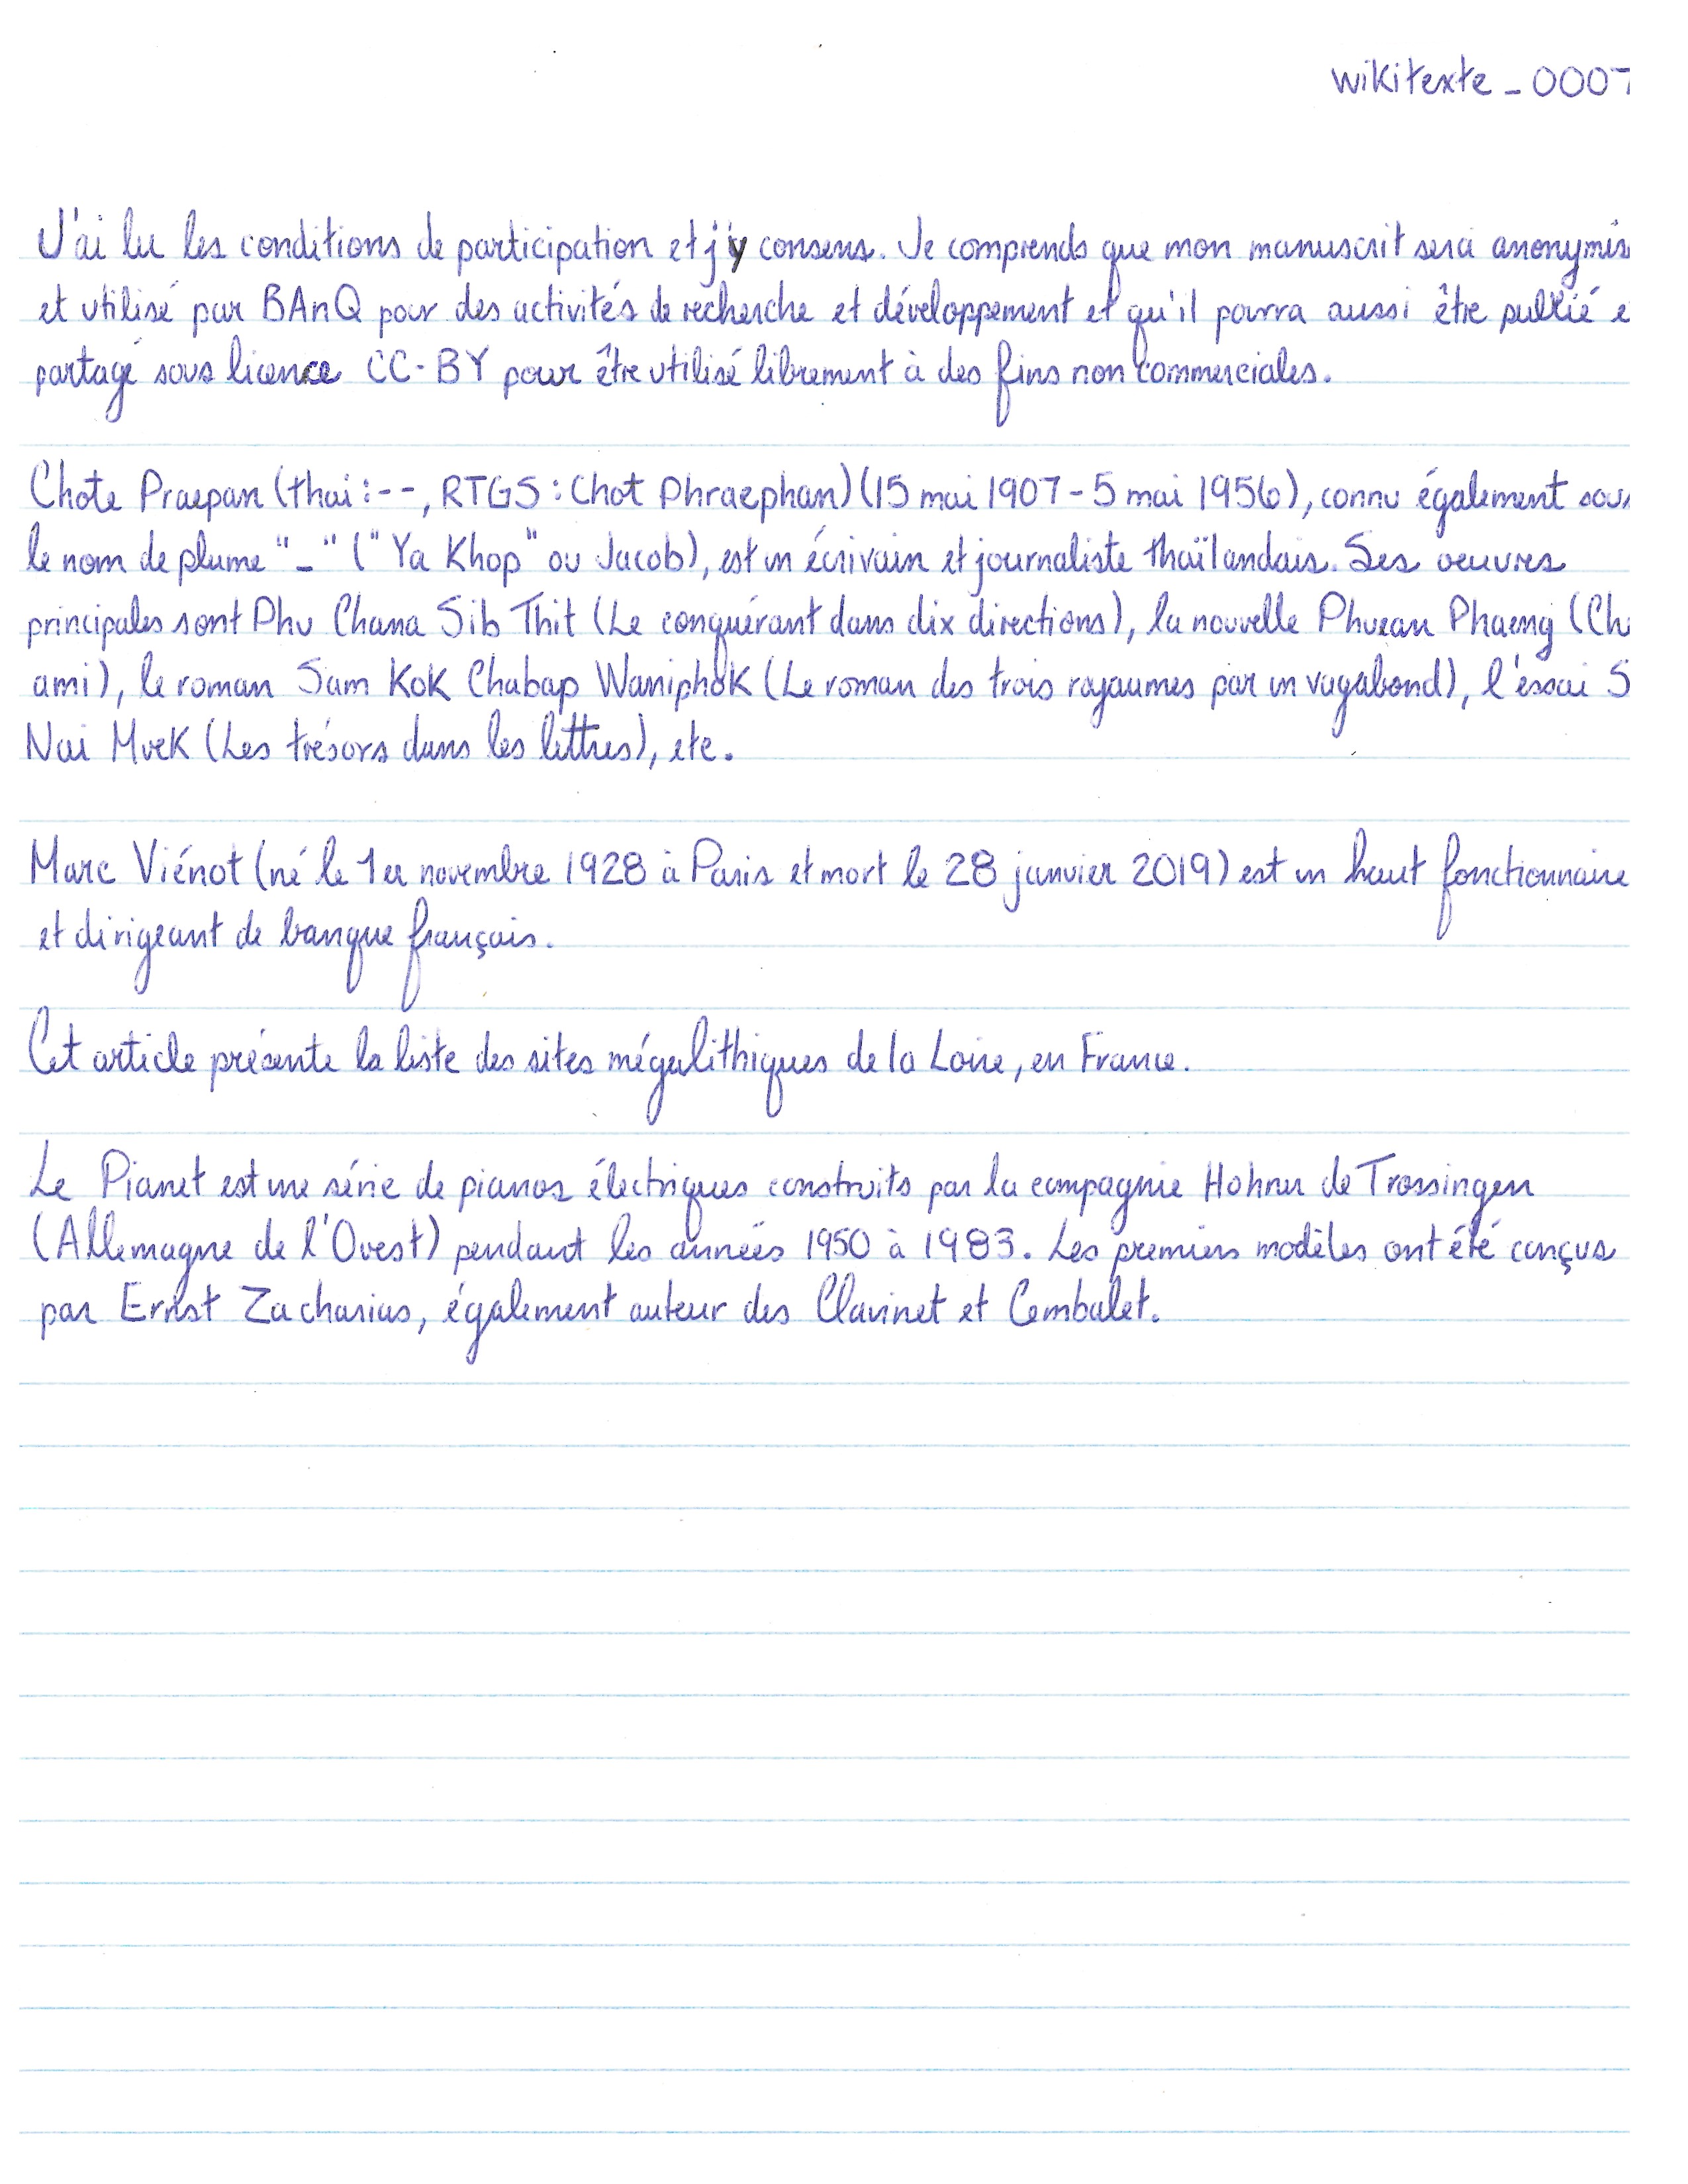 wikitexte_0007
J'ai lu les conditions de participation et j'y consens. Je comprends que mon manuscrit sera anonymis
et utilisé par BAnQ pour des activités de recherche et développement et qu'il pourra aussi être publié e
partagé sous licence CC-BY pour être utilisé librement à des fins non commerciales.
Chote Praepan (thai : --, RTGS : Chot Phraephan) (15 mai 1907 - 5 mai 1956), connu également sous
le nom de plume "_" ("Ya Khop" ou Jacob), est un écrivain et journaliste thaïlandais. Ses oeuvres
principales sont Phu Chana Sib Thit (Le conquérant dans dix directions), la nouvelle Phuean Phaeng (Ch
ami), le roman Sam Kok Chabap Waniphok (Le roman des trois royaumes par un vagabond), l'éssai S
Nai Muek (Les trésors dans les lettres), etc.
Marc Viénot (né le 1er novembre 1928 à Paris et mort le 28 janvier 2019) est un haut fonctionnaire
et dirigeant de banque français.
Cet article présente la liste des sites mégalithiques de la Loire, en France.
Le Pianet est une série de pianos électriques construits par la compagnie Hohner de Trossingen
(Allemagne de l'Ouest) pendant les années 1950 à 1983. Les premiers modèles ont été conçus
par Ernst Zacharias, également auteur des Clavinet et Cembalet.